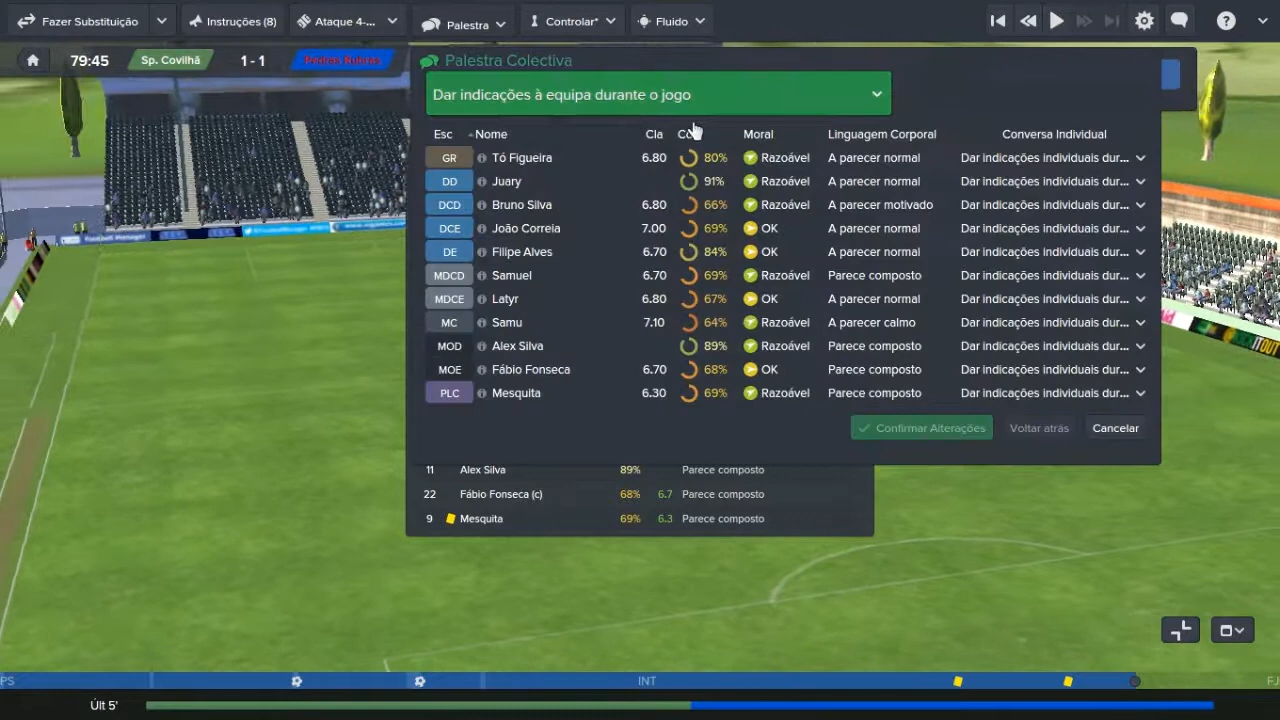 Fazer Substituição
Instruções (8)
Ataque 4-...
Palestra
Controlar*
Fluido
79:45
Sp. Covilhã
1 - 1
Pedras Rubras
Palestra Colectiva
Dar indicações à equipa durante o jogo
Esc Nome Cla Moral Linguagem Corporal Conversa Individual
GR Tó Figueira 6.80 80% Razoável A parecer normal Dar indicações individuais dur...
DD Juary 91% Razoável A parecer normal Dar indicações individuais dur...
DCD Bruno Silva 6.80 66% Razoável A parecer motivado Dar indicações individuais dur...
DCE João Correia 7.00 69% OK A parecer normal Dar indicações individuais dur...
DE Filipe Alves 6.70 84% OK A parecer normal Dar indicações individuais dur...
MDCD Samuel 6.70 69% Razoável Parece composto Dar indicações individuais dur...
MDCE Latyr 6.80 67% OK A parecer normal Dar indicações individuais dur...
MC Samu 7.10 64% Razoável A parecer calmo Dar indicações individuais dur...
MOD Alex Silva 89% Razoável Parece composto Dar indicações individuais dur...
MOE Fábio Fonseca 6.70 68% OK Parece composto Dar indicações individuais dur...
PLC Mesquita 6.30 69% Razoável Parece composto Dar indicações individuais dur...
Confirmar Alterações Voltar atrás Cancelar
11 Alex Silva 89% Parece composto
22 Fábio Fonseca (c) 68% 6.7 Parece composto
9 Mesquita 69% 6.3 Parece composto
PS INT FJ
Últ 5'